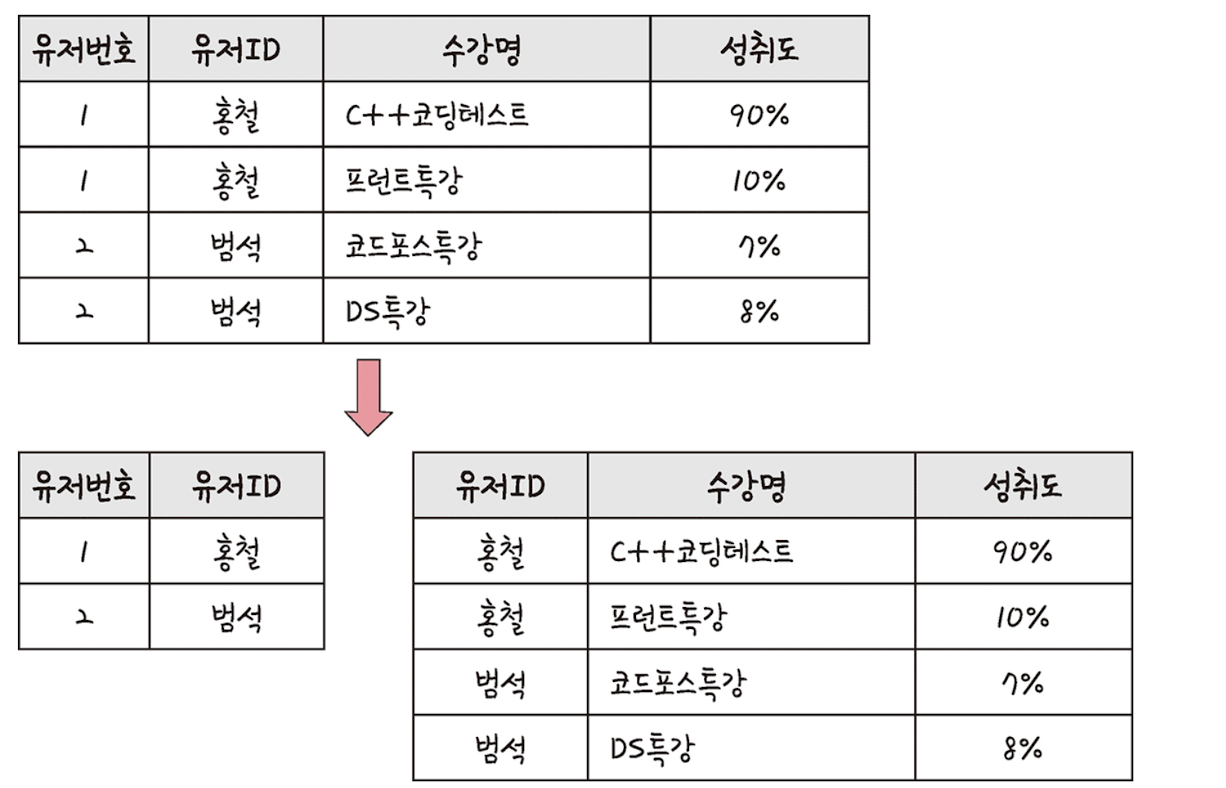 유저번호 유저ID 수강명 성취도
1 홍철 C++코딩테스트 90%
1 홍철 프런트특강 10%
2 범석 코드포스특강 7%
2 범석 DS특강 8%
유저번호 유저ID
1 홍철
2 범석
유저ID 수강명 성취도
홍철 C++코딩테스트 90%
홍철 프런트특강 10%
범석 코드포스특강 7%
범석 DS특강 8%